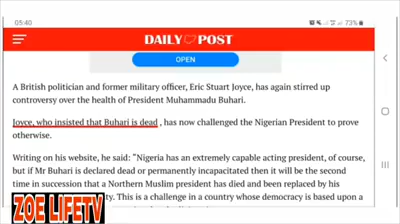 05:40
73%
DAILY POST
OPEN
A British politician and former military officer, Eric Stuart Joyce, has again stirred up
controversy over the health of President Muhammadu Buhari.
Joyce, who insisted that Buhari is dead, has now challenged the Nigerian President to prove
otherwise.
Writing on his website, he said: “Nigeria has an extremely capable acting president, of course,
but if Mr Buhari is declared dead or permanently incapacitated then it will be the second
time in succession that a Northern Muslim president has died and been replaced by his
ty. This is a challenge in a country whose democracy is based upon a
ZOE LIFETV